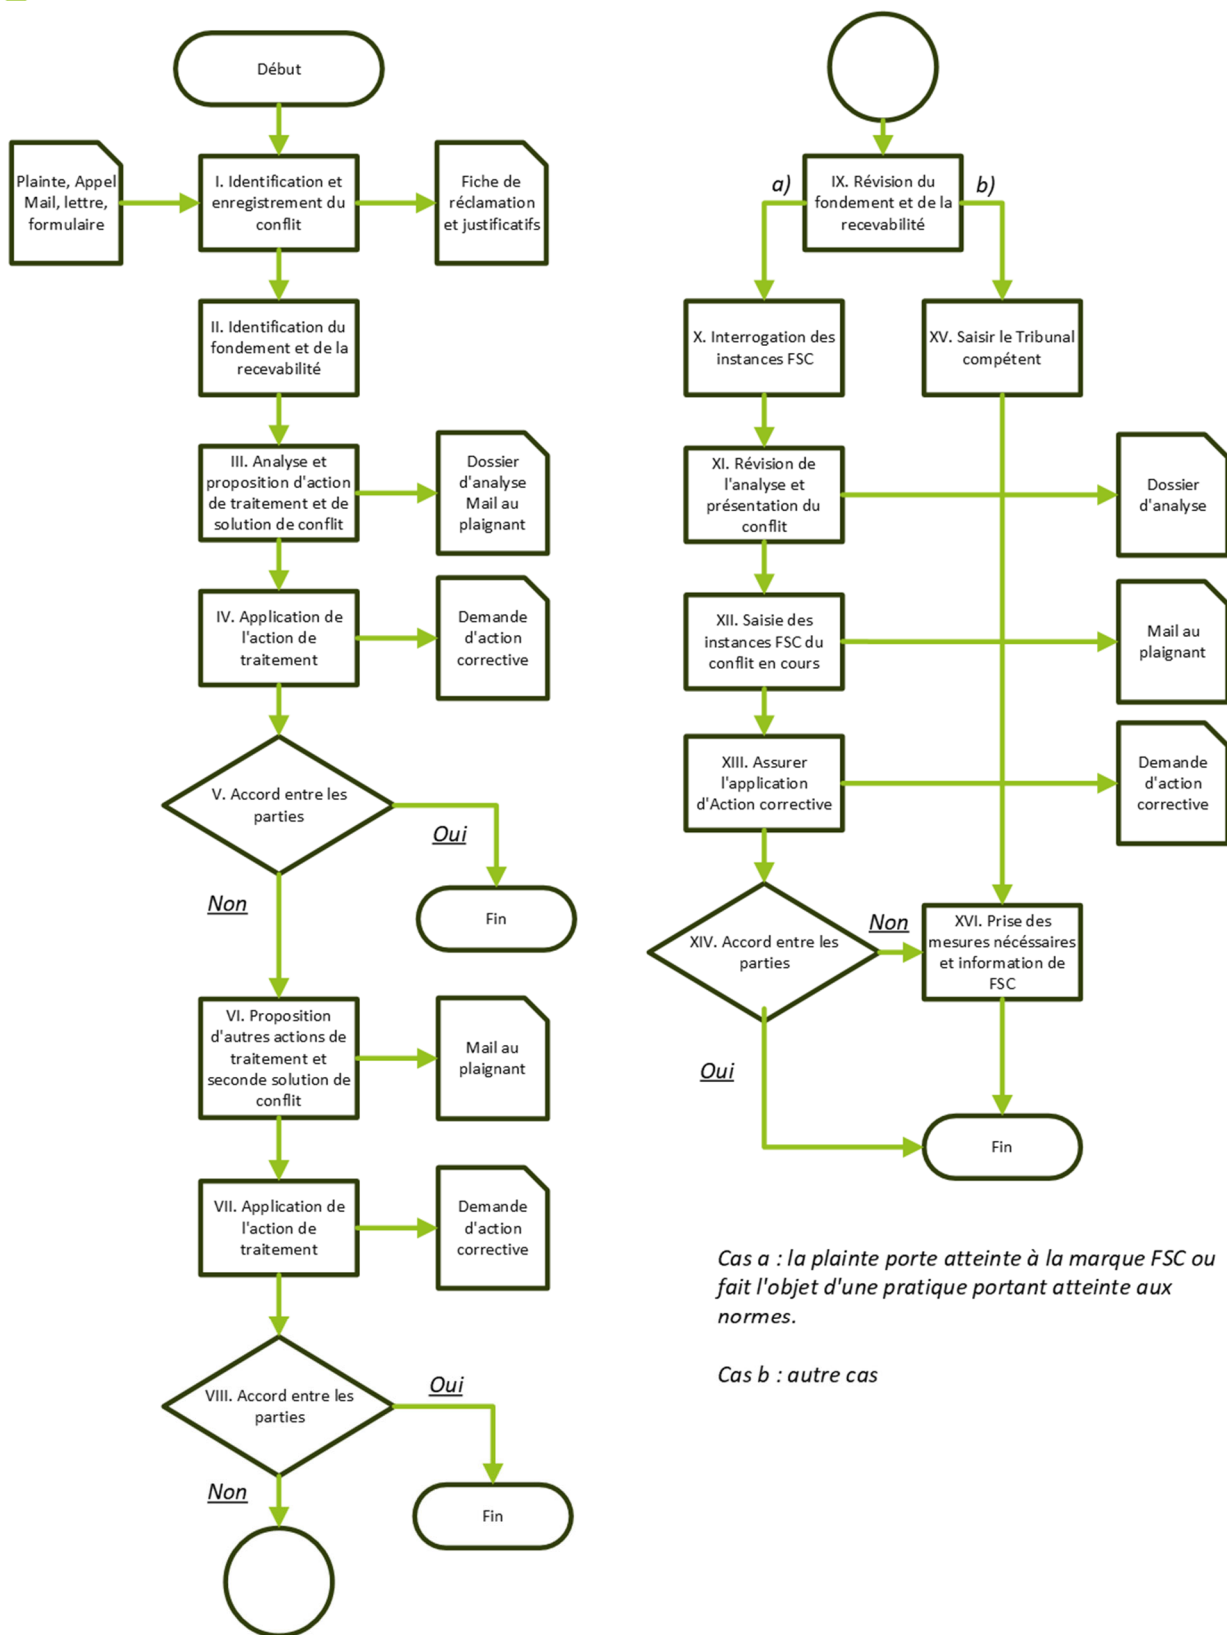 Début
Plainte, Appel
Mail, lettre,
formulaire
I. Identification et
enregistrement du
conflit
Fiche de
réclamation
et justificatifs
II. Identification du
fondement et de la
recevabilité
III. Analyse et
proposition d'action
de traitement et de
solution de conflit
Dossier
d'analyse
Mail au
plaignant
IV. Application de
l'action de
traitement
Demande
d'action
corrective
V. Accord entre les
parties
Oui
Non
Fin
VI. Proposition
d'autres actions de
traitement et
seconde solution de
conflit
Mail au
plaignant
VII. Application de
l'action de
traitement
Demande
d'action
corrective
VIII. Accord entre les
parties
Oui
Non
Fin
IX. Révision du
fondement et de la
recevabilité
a)
b)
X. Interrogation des
instances FSC
XV. Saisir le Tribunal
compétent
XI. Révision de
l'analyse et
présentation du
conflit
Dossier
d'analyse
XII. Saisie des
instances FSC du
conflit en cours
Mail au
plaignant
XIII. Assurer
l'application
d'Action corrective
Demande
d'action
corrective
XIV. Accord entre les
parties
Non
XVI. Prise des
mesures nécéssaires
et information de
FSC
Oui
Fin
Cas a : la plainte porte atteinte à la marque FSC ou
fait l'objet d'une pratique portant atteinte aux
normes.
Cas b : autre cas